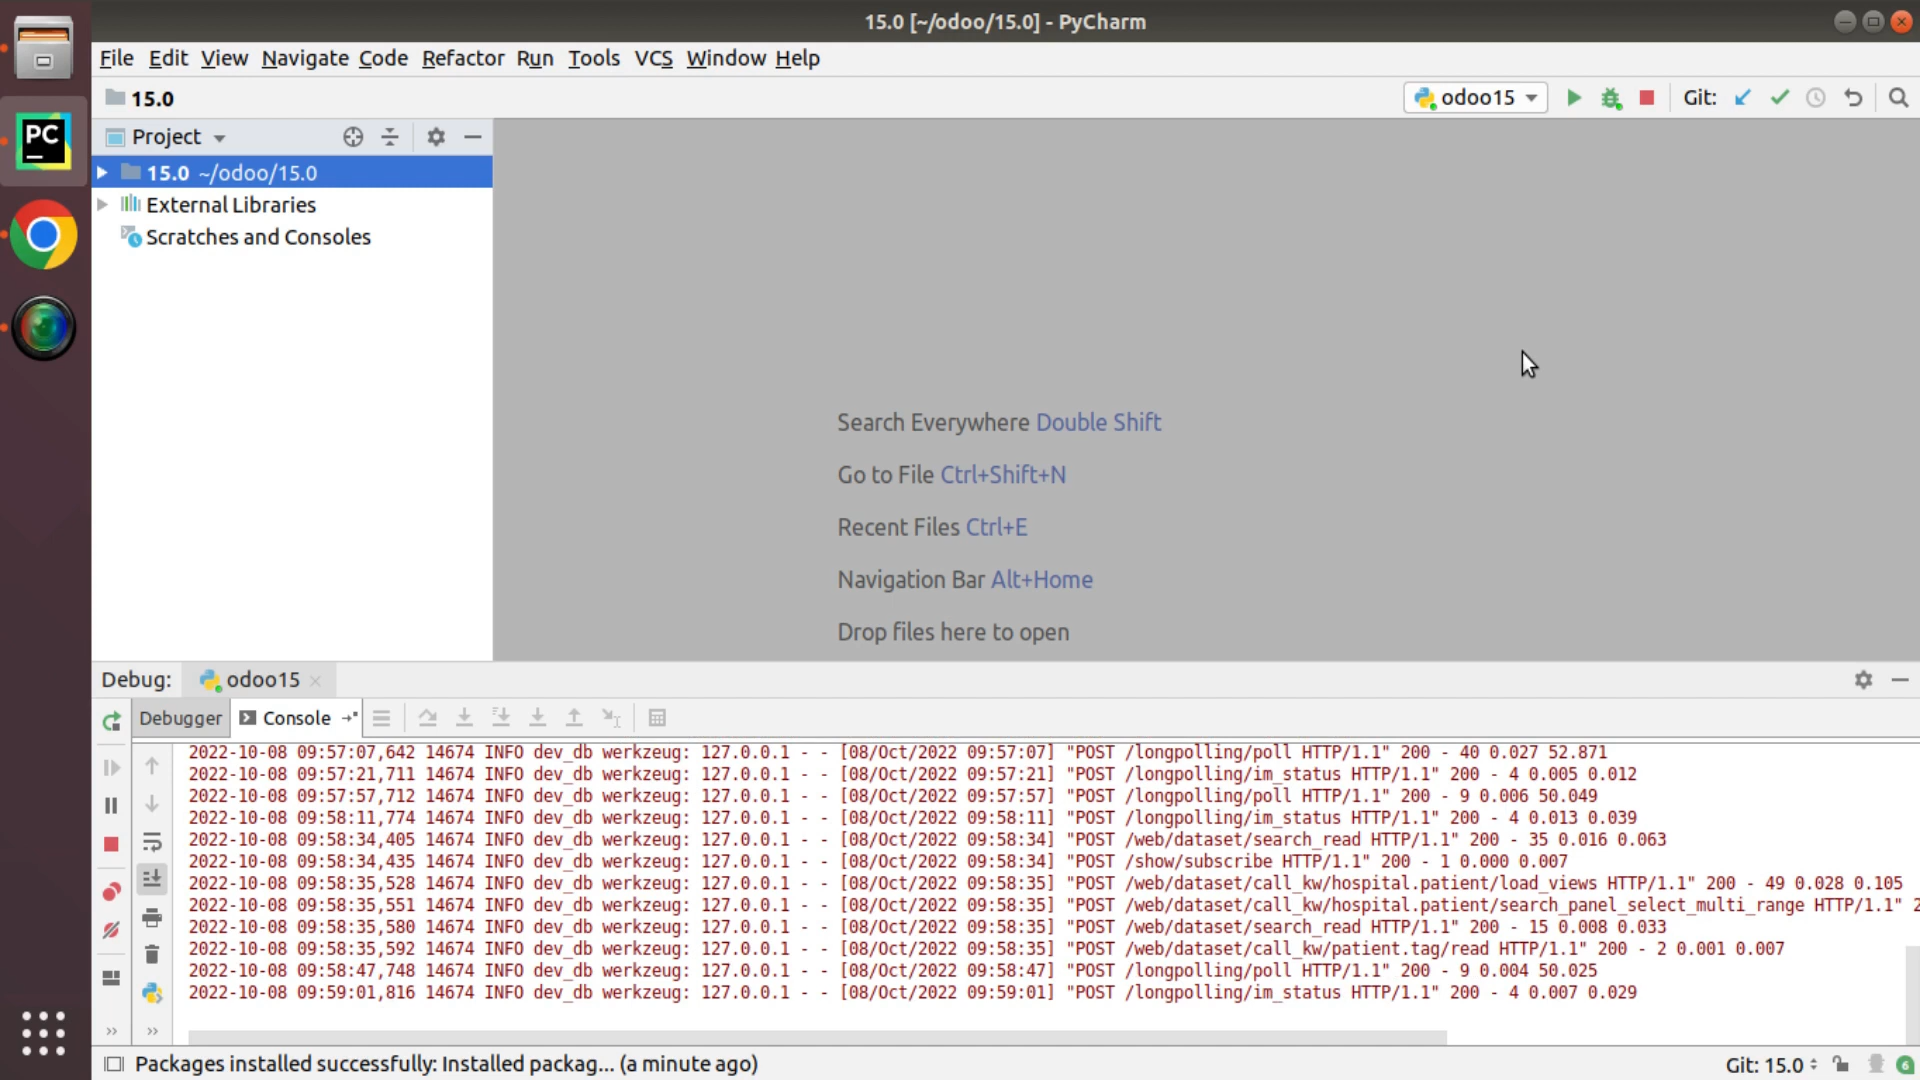 15.0 [~/odoo/15.0] - PyCharm
File Edit View Navigate Code Refactor Run Tools VCS Window Help
15.0
odoo15
Git:
PC
Project
15.0 ~/odoo/15.0
External Libraries
Scratches and Consoles
Search Everywhere Double Shift
Go to File Ctrl+Shift+N
Recent Files Ctrl+E
Navigation Bar Alt+Home
Drop files here to open
Debug: odoo15
Debugger Console
2022-10-08 09:57:07,642 14674 INFO dev_db werkzeug: 127.0.0.1 - - [08/Oct/2022 09:57:07] "POST /longpolling/poll HTTP/1.1" 200 - 40 0.027 52.871
2022-10-08 09:57:21,711 14674 INFO dev_db werkzeug: 127.0.0.1 - - [08/Oct/2022 09:57:21] "POST /longpolling/im_status HTTP/1.1" 200 - 4 0.005 0.012
2022-10-08 09:57:57,712 14674 INFO dev_db werkzeug: 127.0.0.1 - - [08/Oct/2022 09:57:57] "POST /longpolling/poll HTTP/1.1" 200 - 9 0.006 50.049
2022-10-08 09:58:11,774 14674 INFO dev_db werkzeug: 127.0.0.1 - - [08/Oct/2022 09:58:11] "POST /longpolling/im_status HTTP/1.1" 200 - 4 0.013 0.039
2022-10-08 09:58:34,405 14674 INFO dev_db werkzeug: 127.0.0.1 - - [08/Oct/2022 09:58:34] "POST /web/dataset/search_read HTTP/1.1" 200 - 35 0.016 0.063
2022-10-08 09:58:34,435 14674 INFO dev_db werkzeug: 127.0.0.1 - - [08/Oct/2022 09:58:34] "POST /show/subscribe HTTP/1.1" 200 - 1 0.000 0.007
2022-10-08 09:58:35,528 14674 INFO dev_db werkzeug: 127.0.0.1 - - [08/Oct/2022 09:58:35] "POST /web/dataset/call_kw/hospital.patient/load_views HTTP/1.1" 200 - 49 0.028 0.105
2022-10-08 09:58:35,551 14674 INFO dev_db werkzeug: 127.0.0.1 - - [08/Oct/2022 09:58:35] "POST /web/dataset/call_kw/hospital.patient/search_panel_select_multi_range HTTP/1.1" 2
2022-10-08 09:58:35,580 14674 INFO dev_db werkzeug: 127.0.0.1 - - [08/Oct/2022 09:58:35] "POST /web/dataset/search_read HTTP/1.1" 200 - 15 0.008 0.033
2022-10-08 09:58:35,592 14674 INFO dev_db werkzeug: 127.0.0.1 - - [08/Oct/2022 09:58:35] "POST /web/dataset/call_kw/patient.tag/read HTTP/1.1" 200 - 2 0.001 0.007
2022-10-08 09:58:47,748 14674 INFO dev_db werkzeug: 127.0.0.1 - - [08/Oct/2022 09:58:47] "POST /longpolling/poll HTTP/1.1" 200 - 9 0.004 50.025
2022-10-08 09:59:01,816 14674 INFO dev_db werkzeug: 127.0.0.1 - - [08/Oct/2022 09:59:01] "POST /longpolling/im_status HTTP/1.1" 200 - 4 0.007 0.029
Packages installed successfully: Installed packag... (a minute ago)
Git: 15.0
6